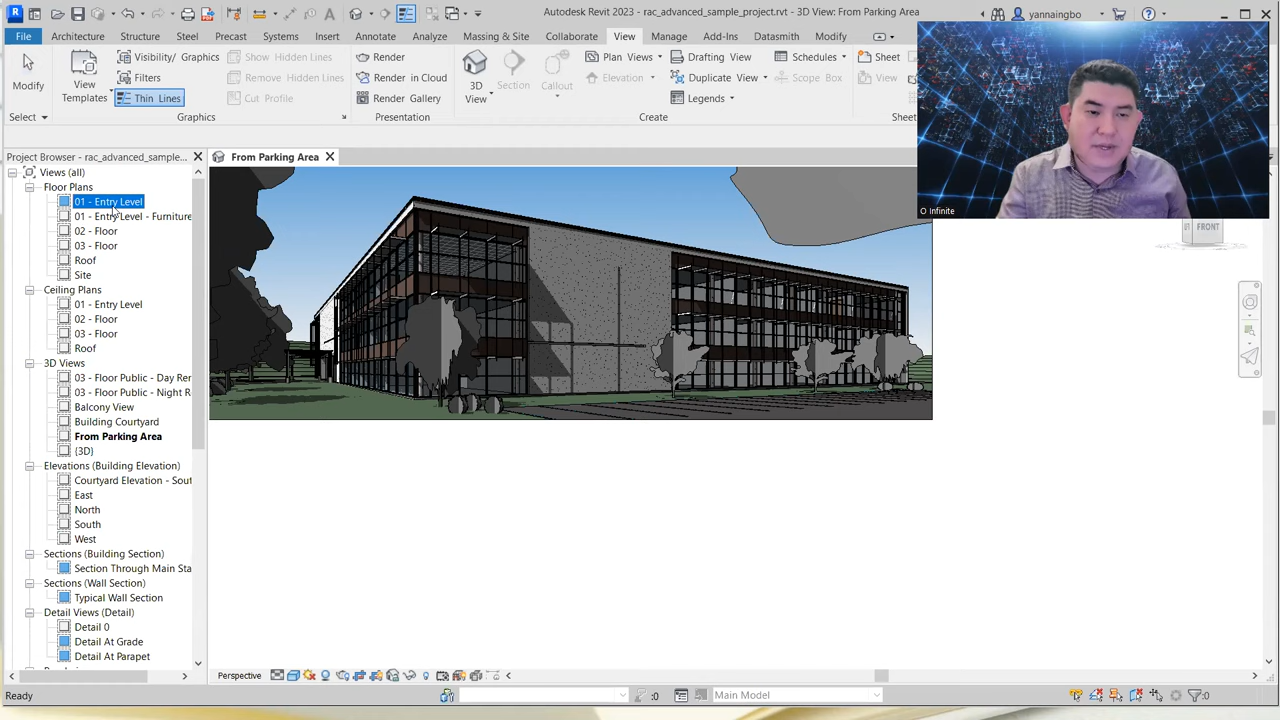 Autodesk Revit 2023 - rac_advanced_sample_project.rvt - 3D View: From Parking Area
yannaingbo
File Architecture Structure Steel Precast Systems Insert Annotate Analyze Massing & Site Collaborate View Manage Add-Ins Datasmith Modify
Modify
View
Templates
Visibility/ Graphics
Filters
Thin Lines
Show Hidden Lines
Remove Hidden Lines
Cut Profile
Render
Render in Cloud
Render Gallery
3D
View
Section
Callout
Plan Views
Elevation
Drafting View
Duplicate View
Legends
Schedules
Scope Box
Sheet
View
Select
Graphics
Presentation
Create
Sheet
O Infinite
FRONT
Project Browser - rac_advanced_sample...
From Parking Area
Views (all)
Floor Plans
01 - Entry Level
01 - Entry Level - Furniture
02 - Floor
03 - Floor
Roof
Site
Ceiling Plans
01 - Entry Level
02 - Floor
03 - Floor
Roof
3D Views
03 - Floor Public - Day Ren
03 - Floor Public - Night R
Balcony View
Building Courtyard
From Parking Area
{3D}
Elevations (Building Elevation)
Courtyard Elevation - Sout
East
North
South
West
Sections (Building Section)
Section Through Main Sta
Sections (Wall Section)
Typical Wall Section
Detail Views (Detail)
Detail 0
Detail At Grade
Detail At Parapet
Perspective
Ready
:0
Main Model
:0